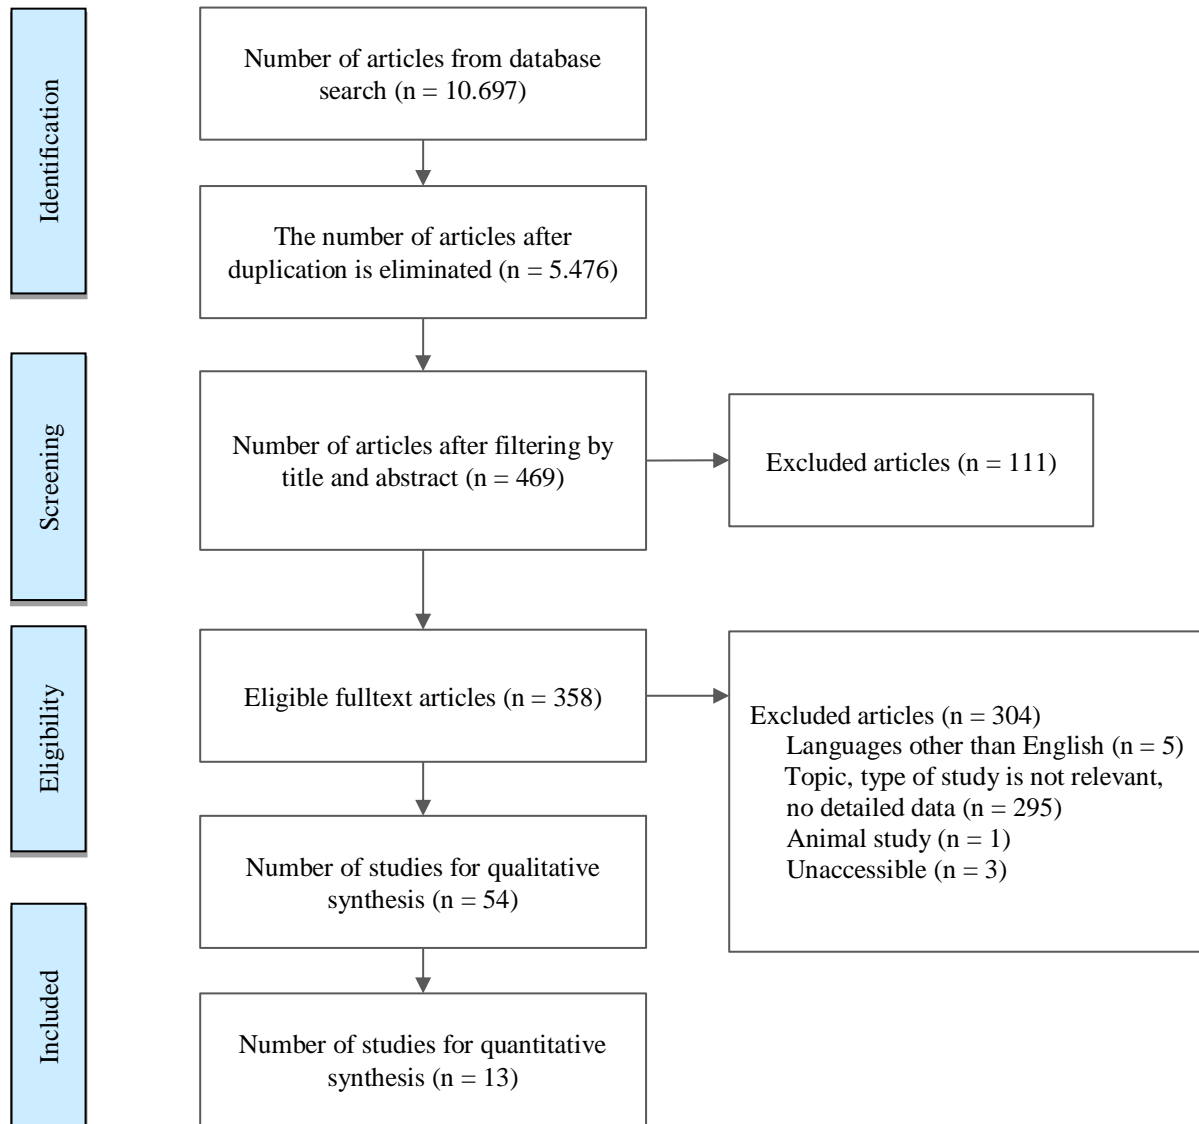 Identification
Number of articles from database
search (n = 10.697)
The number of articles after
duplication is eliminated (n = 5.476)
Screening
Number of articles after filtering by
title and abstract (n = 469)
Excluded articles (n = 111)
Eligibility
Eligible fulltext articles (n = 358)
Excluded articles (n = 304)
Languages other than English (n = 5)
Topic, type of study is not relevant,
no detailed data (n = 295)
Animal study (n = 1)
Unaccessible (n = 3)
Number of studies for qualitative
synthesis (n = 54)
Included
Number of studies for quantitative
synthesis (n = 13)